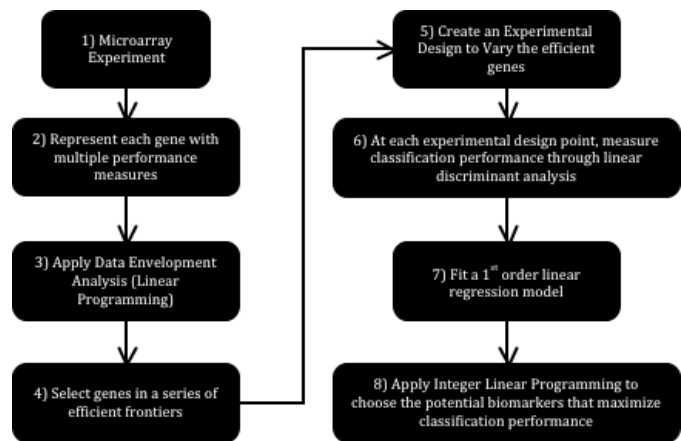 1) Microarray
Experiment
2) Represent each gene with
multiple performance
measures
3) Apply Data Envelopment
Analysis (Linear
Programming)
4) Select genes in a series of
efficient frontiers
5) Create an Experimental
Design to Vary the efficient
genes
6) At each experimental design point, measure
classification performance through linear
discriminant analysis
7) Fit a 1st order linear
regression model
8) Apply Integer Linear Programming to
choose the potential biomarkers that maximize
classification performance